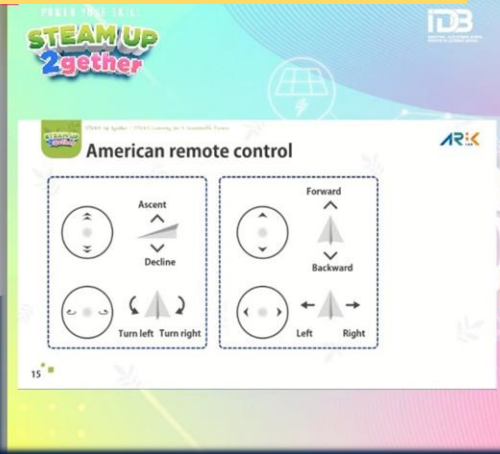 STEAM UP
2gether
IDB
ARK
American remote control
Ascent
Decline
Turn left Turn right
Forward
Backward
Left Right
15